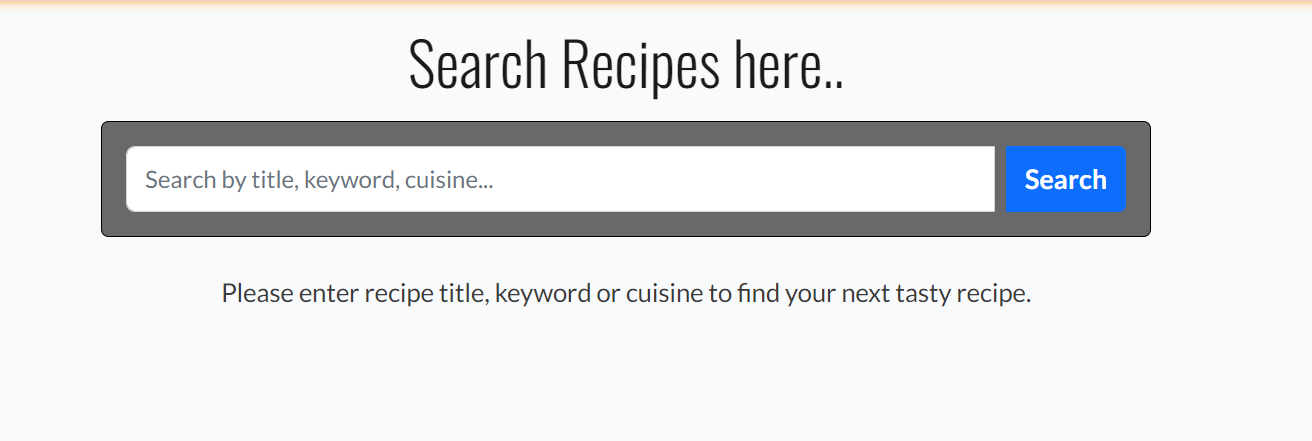 Search Recipes here..
Search by title, keyword, cuisine...
Search
Please enter recipe title, keyword or cuisine to find your next tasty recipe.